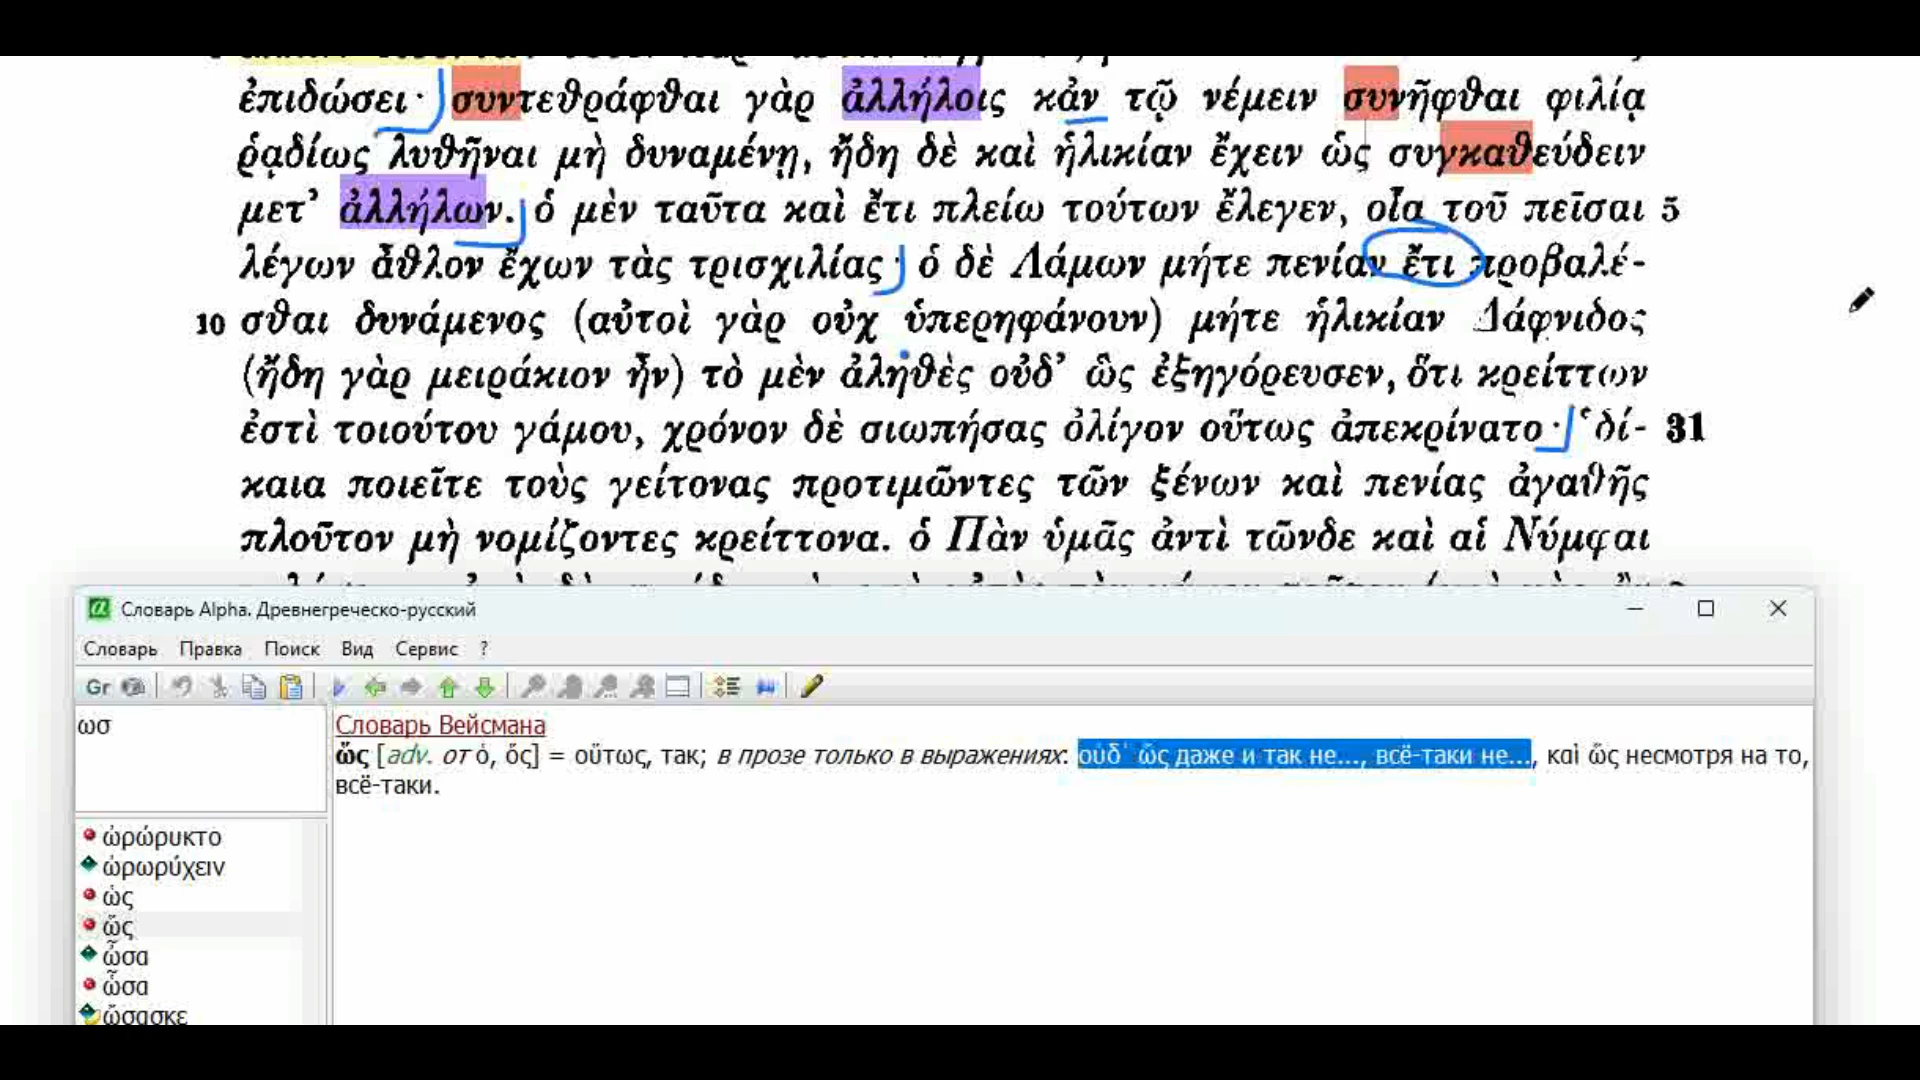 ἐπιδώσει· συντεθράφθαι γὰρ ἀλλήλοις κἀν τῷ νέμειν συνῆφθαι φιλίᾳ
ῥᾳδίως λυθῆναι μὴ δυναμένῃ, ἤδη δὲ καὶ ἡλικίαν ἔχειν ὡς συγκαθεύδειν
μετ’ ἀλλήλων. ὁ μὲν ταῦτα καὶ ἔτι πλείω τούτων ἔλεγεν, οἷα τοῦ πεῖσαι 5
λέγων ἆθλον ἔχων τὰς τρισχιλίας· ὁ δὲ Λάμων μήτε πενίαν ἔτι προβαλέ-
10 σθαι δυνάμενος (αὐτοὶ γὰρ οὐχ ὑπερηφάνουν) μήτε ἡλικίαν Δάφνιδος
(ἤδη γὰρ μειράκιον ἦν) τὸ μὲν ἀληθὲς οὐδ’ ὣς ἐξηγόρευσεν, ὅτι κρείττων
ἐστὶ τοιούτου γάμου, χρόνον δὲ σιωπήσας ὀλίγον οὕτως ἀπεκρίνατο· ‘δί- 31
καια ποιεῖτε τοὺς γείτονας προτιμῶντες τῶν ξένων καὶ πενίας ἀγαθῆς
πλοῦτον μὴ νομίζοντες κρείττονα. ὁ Πὰν ὑμᾶς ἀντὶ τῶνδε καὶ αἱ Νύμφαι
Словарь Alpha. Древнегреческо-русский
Словарь Правка Поиск Вид Сервис ?
Gr
ωσ
Словарь Вейсмана
ὥς [adv. от ὁ, ὅς] = οὕτως, так; в прозе только в выражениях: οὐδ᾽ ὥς даже и так не..., всё-таки не..., καὶ ὥς несмотря на то,
всё-таки.
ὠρώρυκτο
ὠρωρύχειν
ὡς
ὥς
ὦσα
ὦσα
ὤσασκε